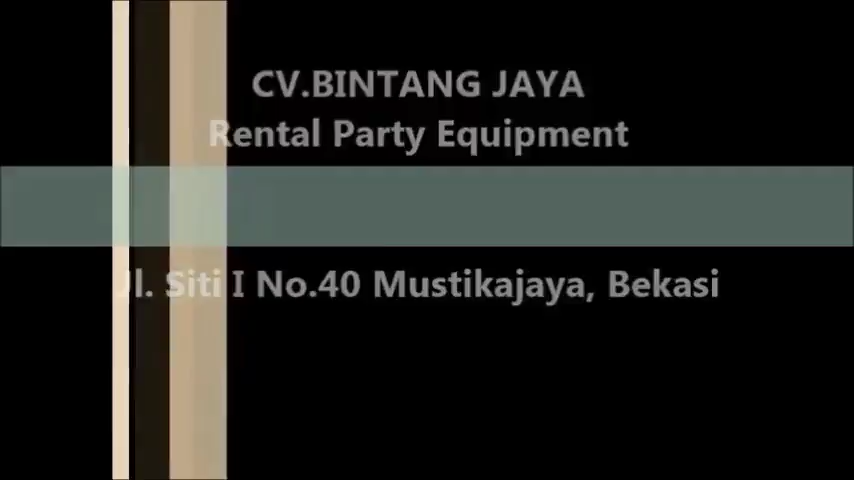 CV.BINTANG JAYA
Rental Party Equipment
Jl. Siti I No.40 Mustikajaya, Bekasi